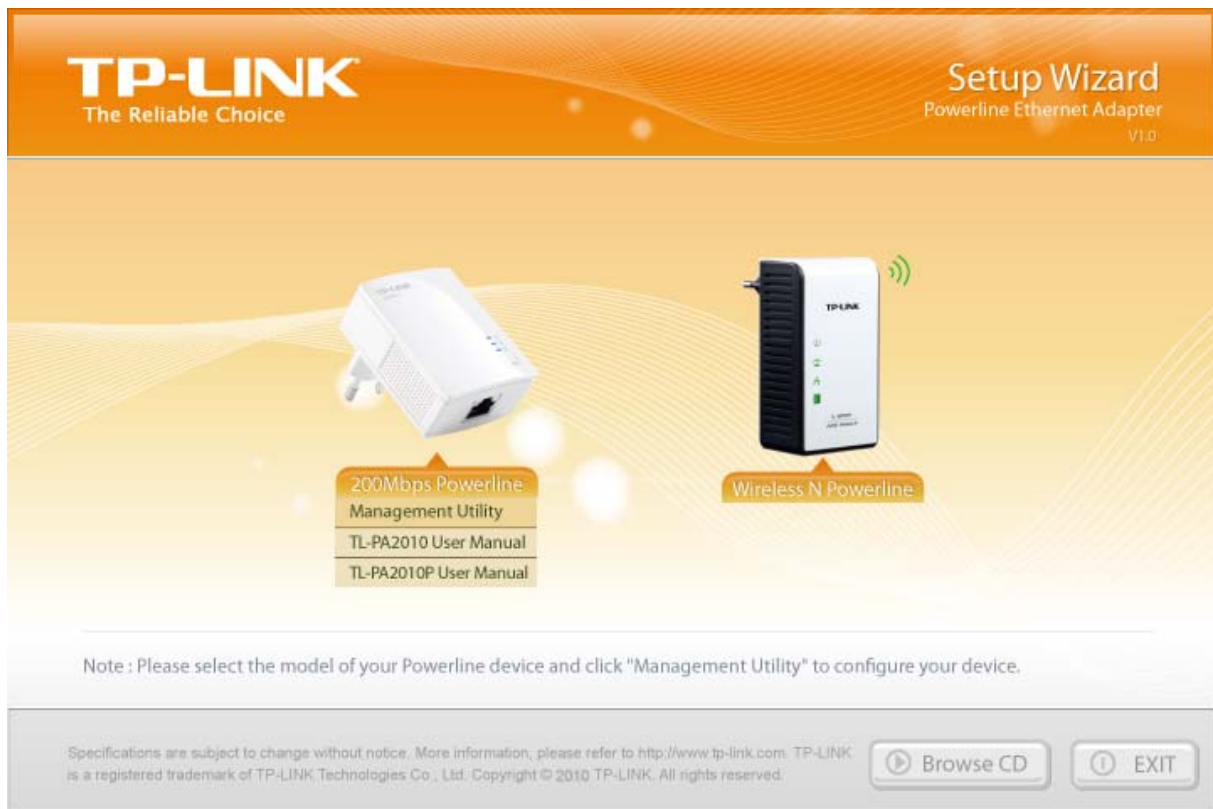 TP-LINK
The Reliable Choice
Setup Wizard
Powerline Ethernet Adapter
V1.0
TP-LINK
TP-LINK
200Mbps Powerline
Management Utility
TL-PA2010 User Manual
TL-PA2010P User Manual
Wireless N Powerline
Note : Please select the model of your Powerline device and click "Management Utility" to configure your device.
Specifications are subject to change without notice. More information, please refer to http://www.tp-link.com. TP-LINK
is a registered trademark of TP-LINK Technologies Co., Ltd. Copyright © 2010 TP-LINK. All rights reserved.
Browse CD
EXIT